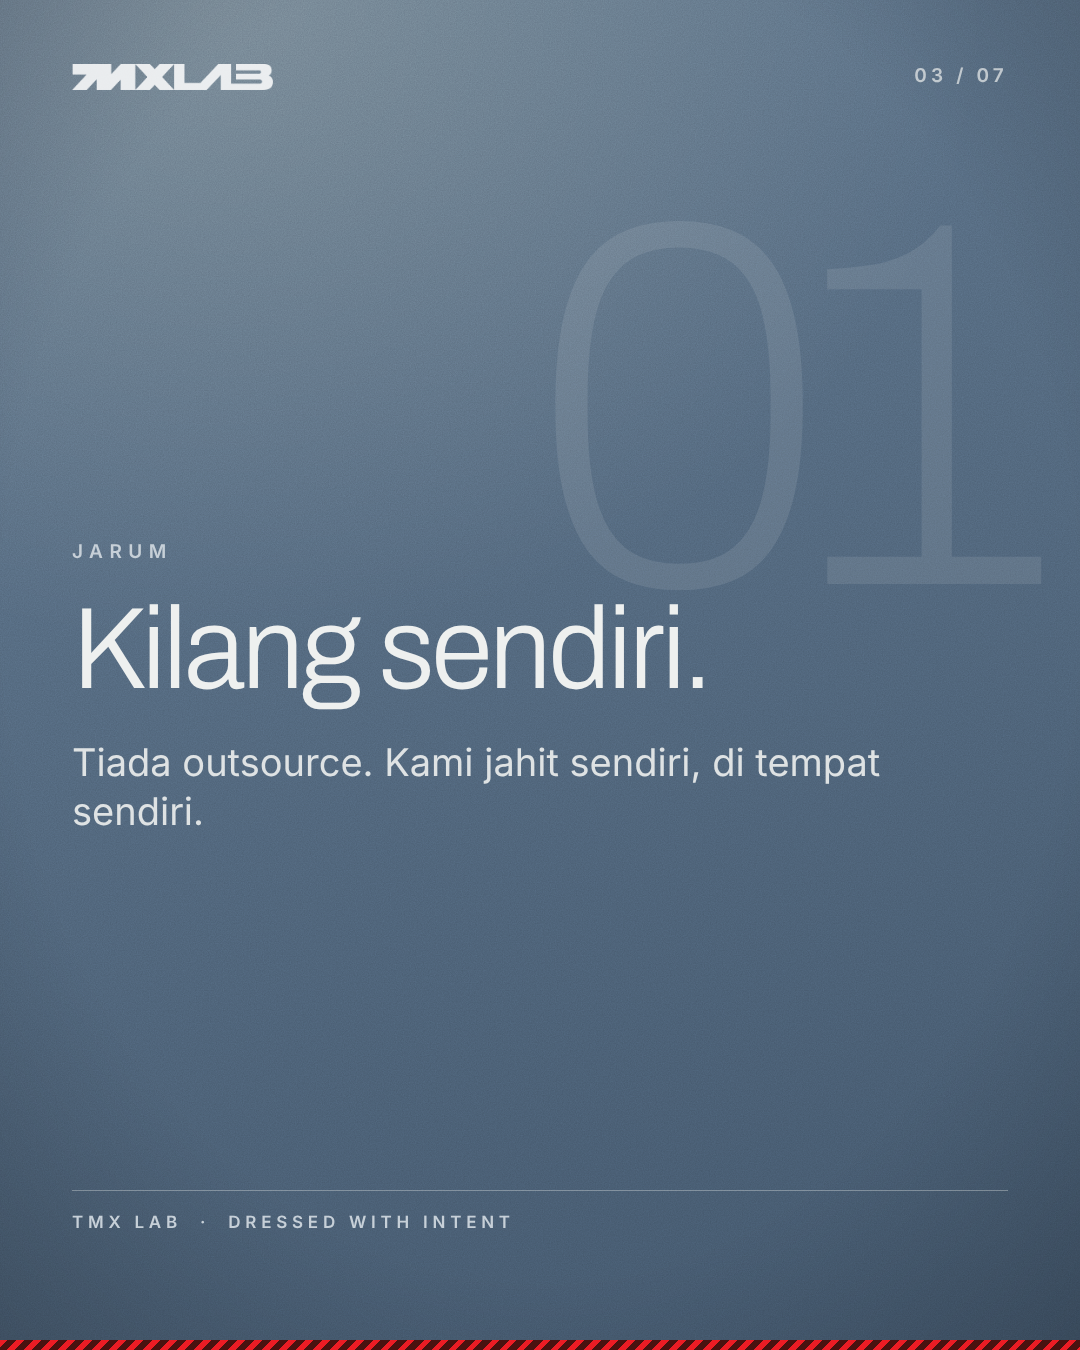 TMXLAB
03 / 07
01
JARUM
Kilang sendiri.
Tiada outsource. Kami jahit sendiri, di tempat
sendiri.
TMX LAB · DRESSED WITH INTENT